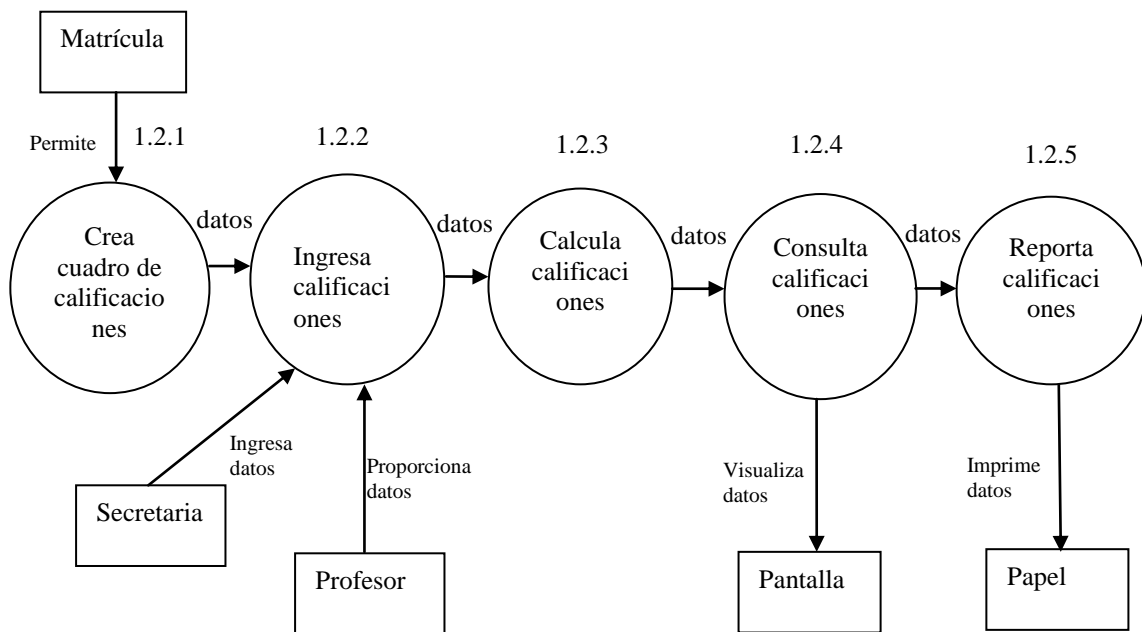 Matrícula
Permite
1.2.1
1.2.2
1.2.3
1.2.4
1.2.5
Crea
cuadro de
calificacio
nes
datos
Ingresa
calificaci
ones
datos
Calcula
calificaci
ones
datos
Consulta
calificaci
ones
datos
Reporta
calificaci
ones
Ingresa
datos
Proporciona
datos
Visualiza
datos
Imprime
datos
Secretaria
Profesor
Pantalla
Papel